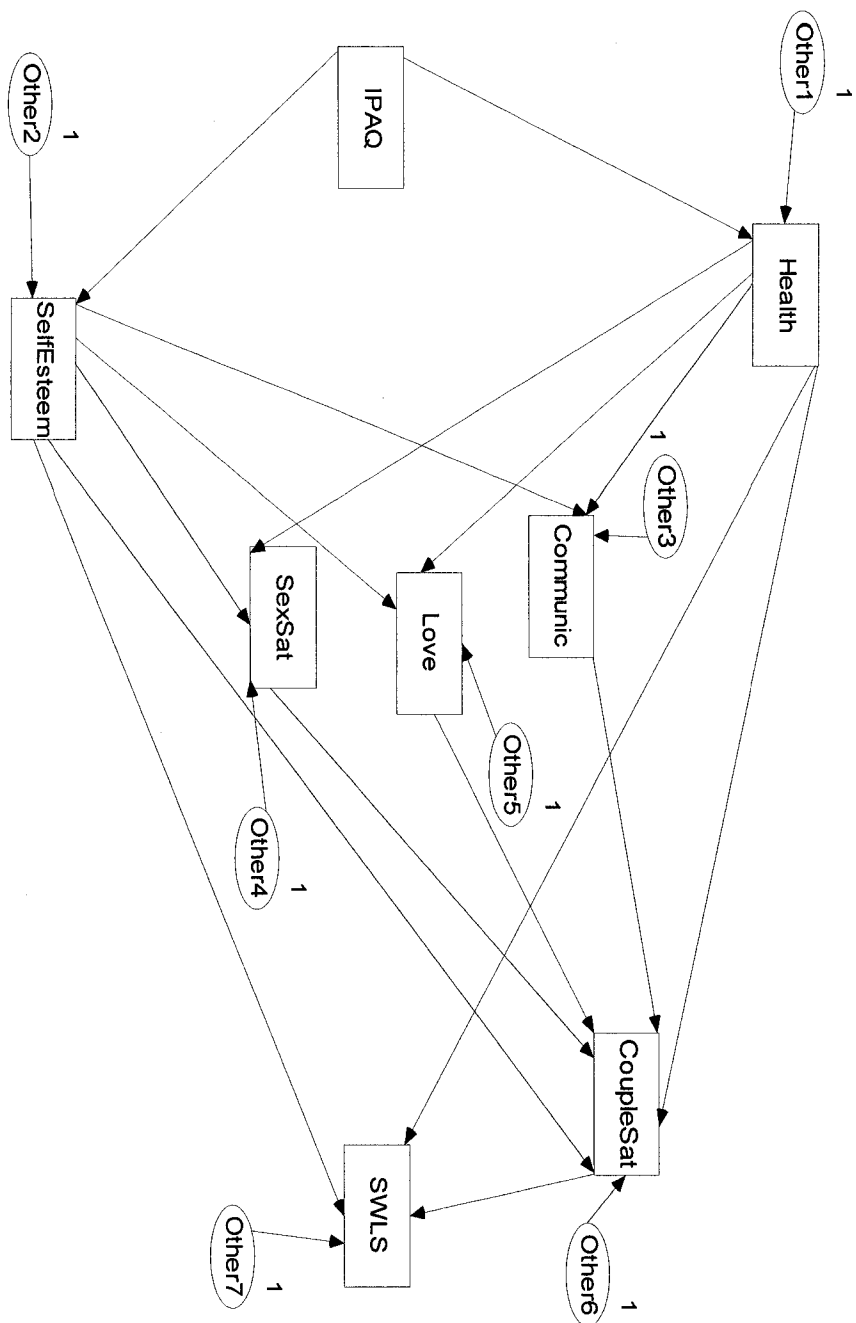 Other1
1
Health
IPAQ
Other2
1
SelfEsteem
1
Other3
Communic
Love
Other5
1
SexSat
Other4
1
CoupleSat
Other6
1
SWLS
Other7
1